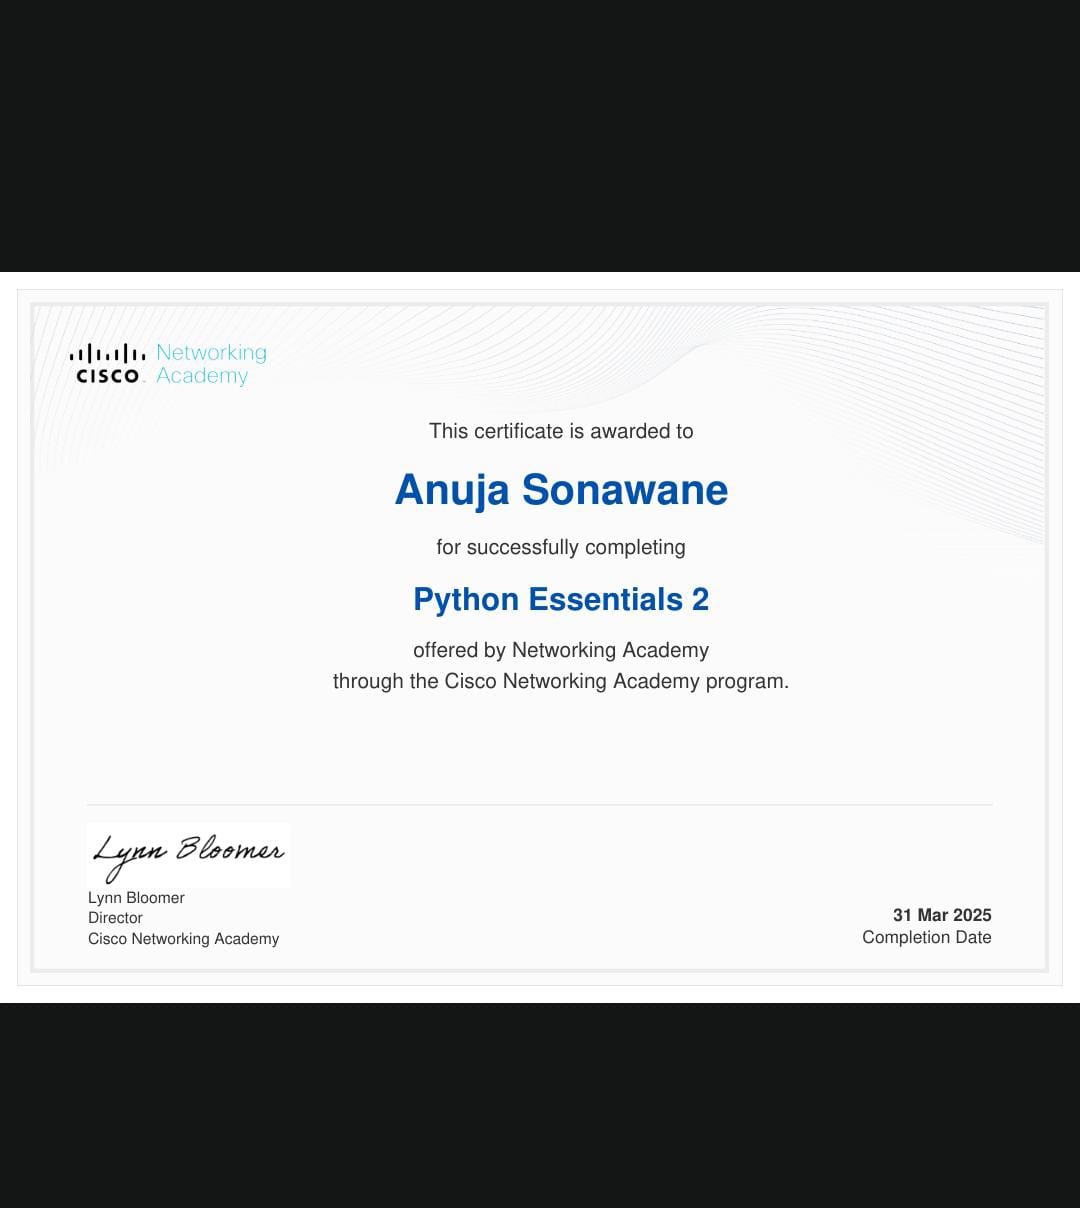 Networking
CISCO Academy
This certificate is awarded to
Anuja Sonawane
for successfully completing
Python Essentials 2
offered by Networking Academy
through the Cisco Networking Academy program.
Lynn Bloomer
Lynn Bloomer
Director
Cisco Networking Academy
31 Mar 2025
Completion Date